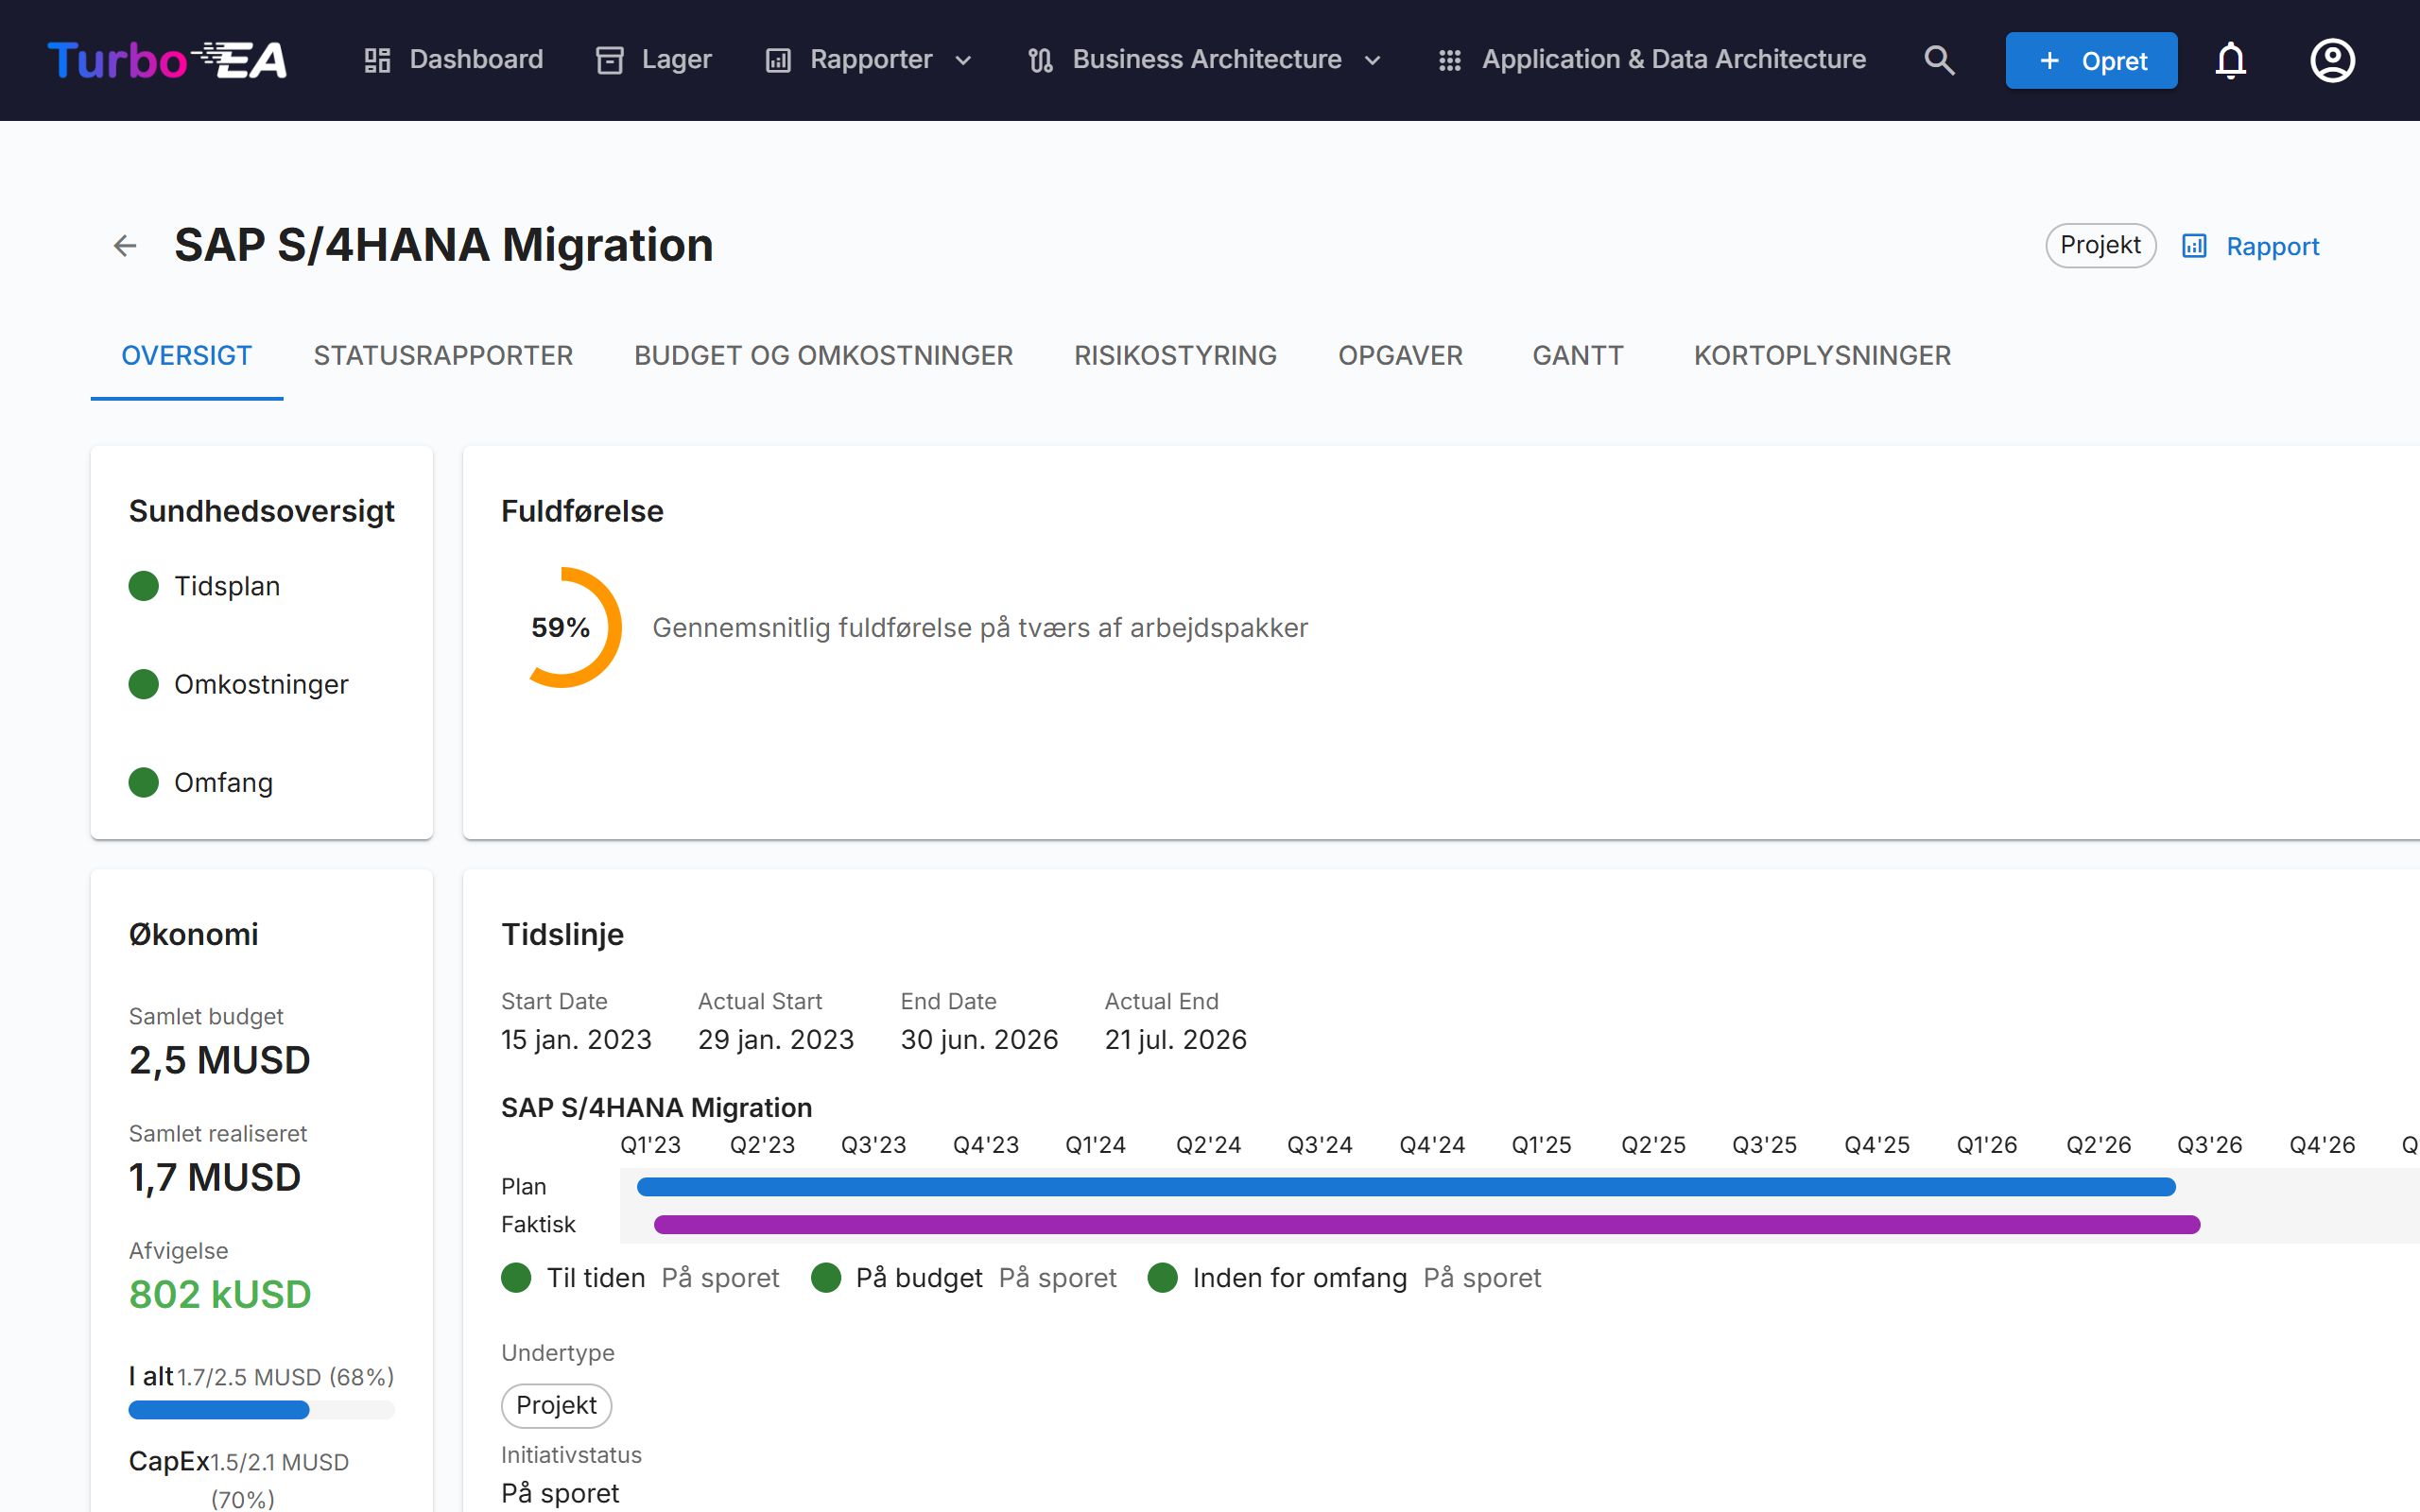 Turbo EA
Dashboard
Lager
Rapporter
Business Architecture
Application & Data Architecture
Opret
SAP S/4HANA Migration
Projekt
Rapport
OVERSIGT
STATUSRAPPORTER
BUDGET OG OMKOSTNINGER
RISIKOSTYRING
OPGAVER
GANTT
KORTOPLYSNINGER
Sundhedsoversigt
Tidsplan
Omkostninger
Omfang
Fuldførelse
59%
Gennemsnitlig fuldførelse på tværs af arbejdspakker
Økonomi
Samlet budget
2,5 MUSD
Samlet realiseret
1,7 MUSD
Afvigelse
802 kUSD
I alt 1.7/2.5 MUSD (68%)
CapEx 1.5/2.1 MUSD
(70%)
Tidslinje
Start Date Actual Start End Date Actual End
15 jan. 2023 29 jan. 2023 30 jun. 2026 21 jul. 2026
SAP S/4HANA Migration
Q1'23 Q2'23 Q3'23 Q4'23 Q1'24 Q2'24 Q3'24 Q4'24 Q1'25 Q2'25 Q3'25 Q4'25 Q1'26 Q2'26 Q3'26 Q4'26 Q
Plan
Faktisk
Til tiden På sporet På budget På sporet Inden for omfang På sporet
Undertype
Projekt
Initiativstatus
På sporet